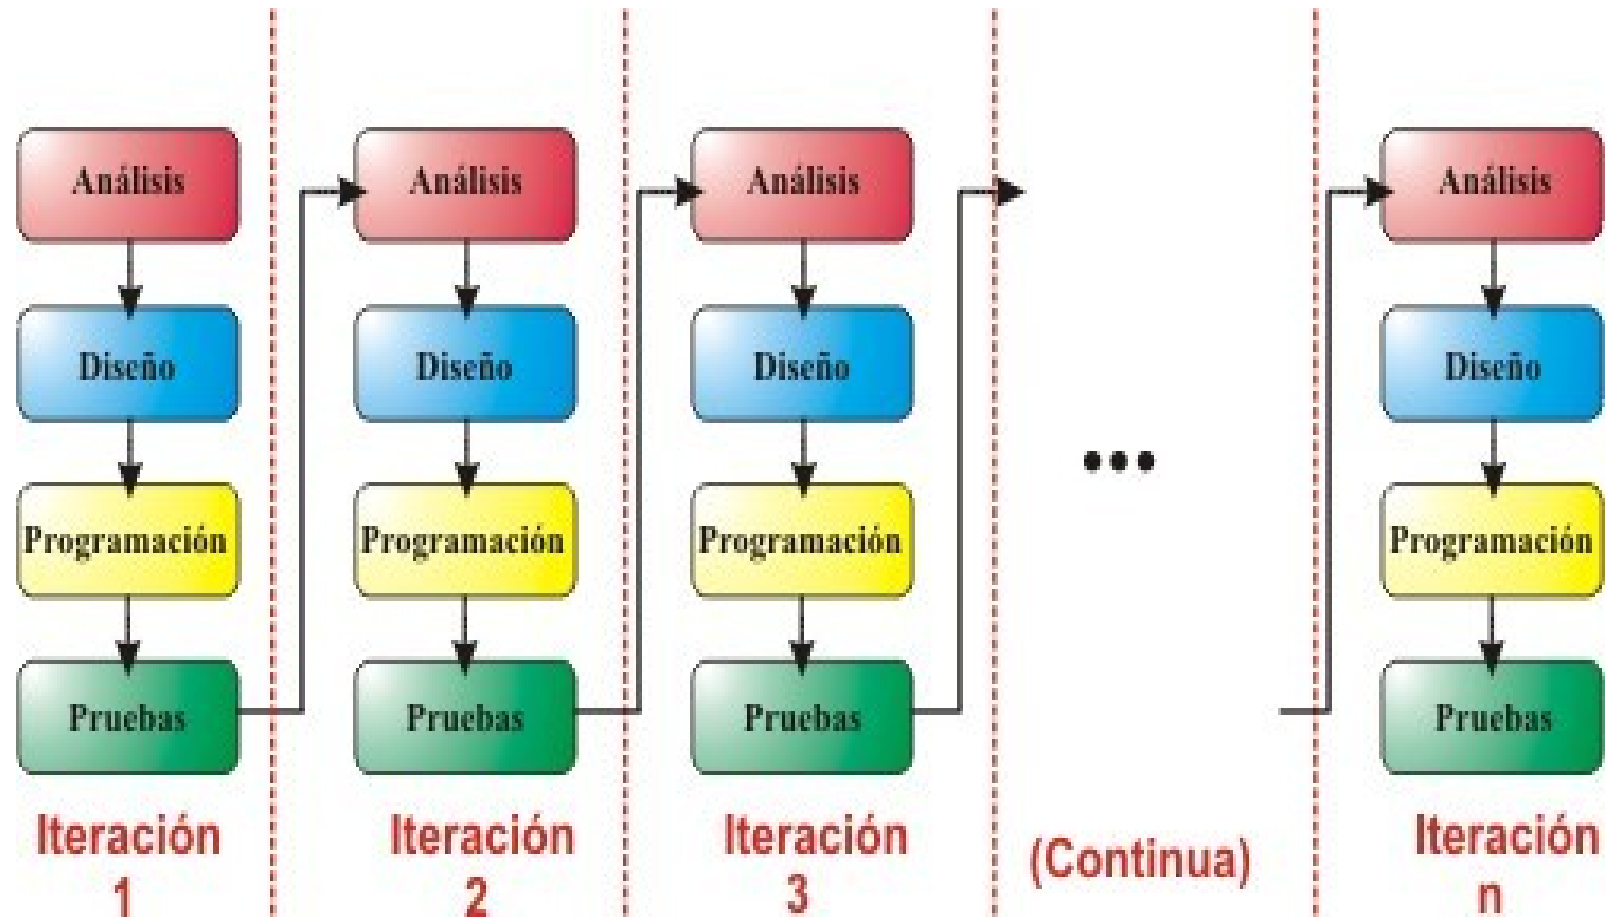 Análisis
Diseño
Programación
Pruebas
Iteración
1
Análisis
Diseño
Programación
Pruebas
Iteración
2
Análisis
Diseño
Programación
Pruebas
Iteración
3
...
(Continua)
Análisis
Diseño
Programación
Pruebas
Iteración
n